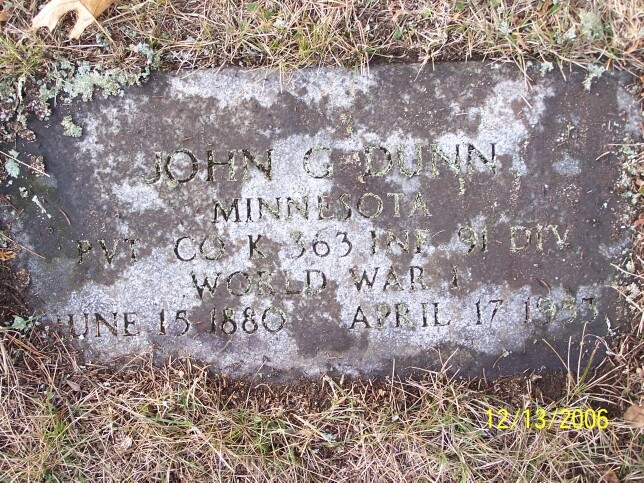 JOHN G DUNN
MINNESOTA
PVT CO K 363 INF 91 DIV
WORLD WAR I
JUNE 15 1880 APRIL 17
12/13/2006